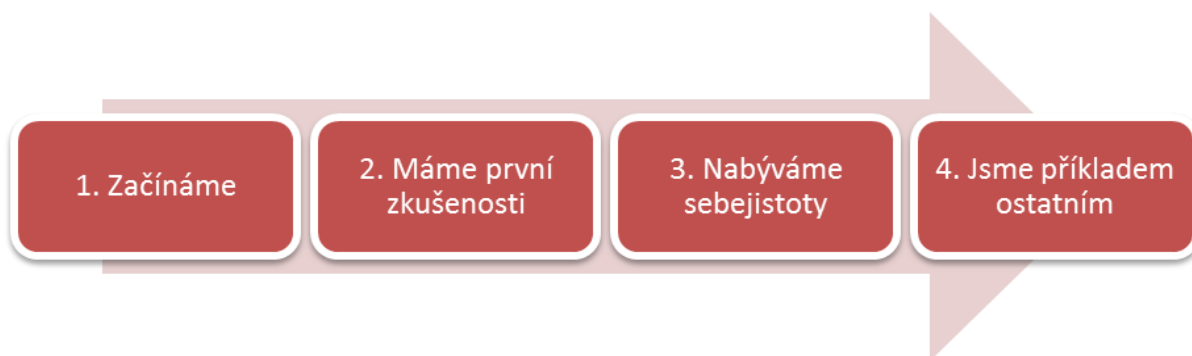 1. Začínáme
2. Máme první
zkušenosti
3. Nabýváme
sebejistoty
4. Jsme příkladem
ostatním